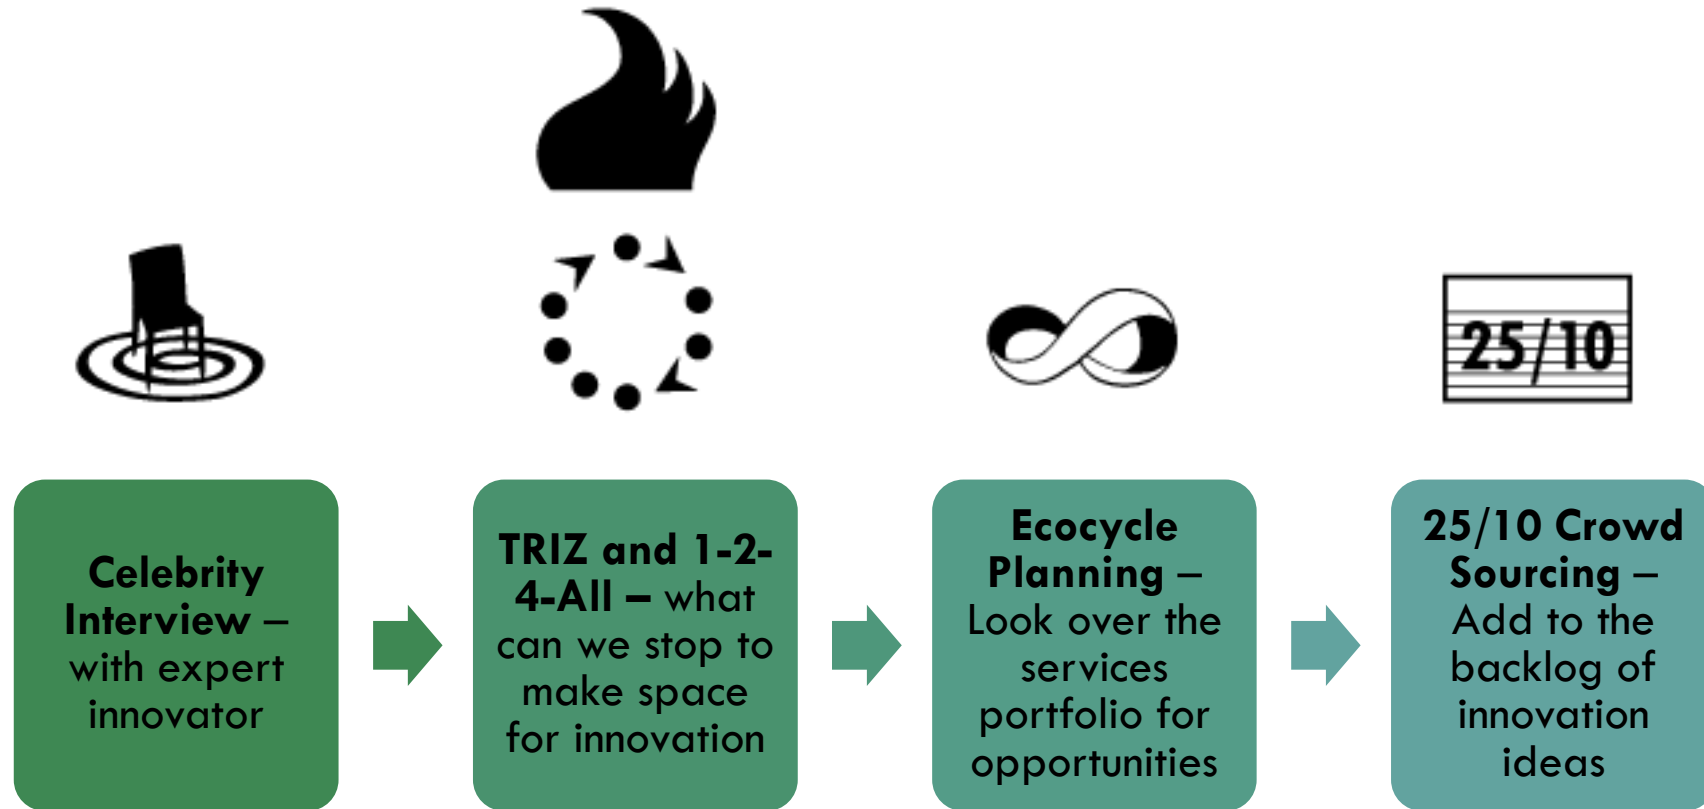 25/10
Celebrity
Interview –
with expert
innovator
TRIZ and 1-2-
4-All – what
can we stop to
make space
for innovation
Ecocycle
Planning –
Look over the
services
portfolio for
opportunities
25/10 Crowd
Sourcing –
Add to the
backlog of
innovation
ideas